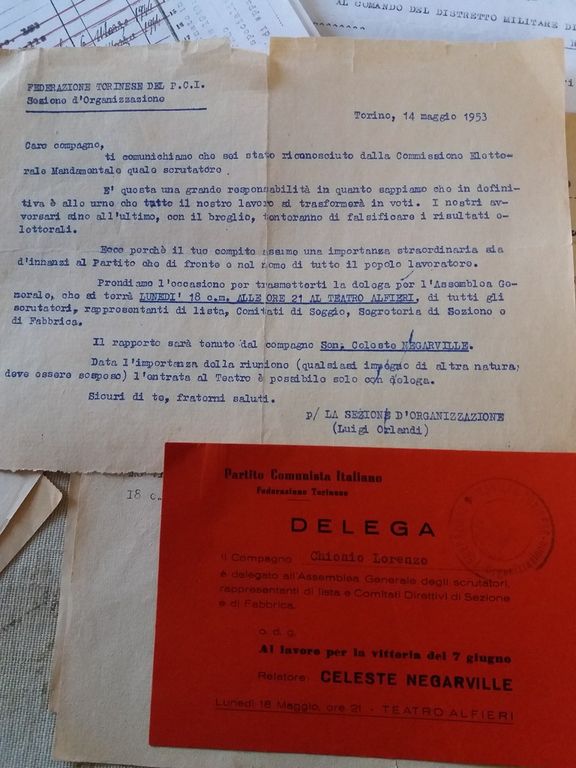 AL COMANDO DEL DISTRETTO MILITARE DI
FEDERAZIONE TORINESE DEL P.C.I.
Sezione d'Organizzazione
Torino, 14 maggio 1953
Caro compagno,
ti comunichiamo che sei stato riconosciuto dalla Commissione Eletto-
rale Mandamentale quale scrutatore.
E' questa una grande responsabilità in quanto sappiamo che in defini-
tiva è alle urne che tutto il nostro lavoro si trasformerà in voti. I nostri av-
versari sino all'ultimo, con il broglio, tenteranno di falsificare i risultati e-
lettorali.
Ecco perchè il tuo compito assume una importanza straordinaria sia
d'innanzi al Partito che di fronte e nel nome di tutto il popolo lavoratore.
Prendiamo l'occasione per trasmetterti la delega per l'Assemblea Ge-
nerale, che si terrà LUNEDI' 18 c.m. ALLE ORE 21 AL TEATRO ALFIERI, di tutti gli
scrutatori, rappresentanti di lista, Comitati di Seggio, Segreteria di Sezione e
di Fabbrica.
Il rapporto sarà tenuto dal compagno Sen. Celeste NEGARVILLE.
Data l'importanza della riunione (qualsiasi impegno di altra natura
deve essere sospeso) l'entrata al Teatro è possibile solo con delega.
Sicuri di te, fraterni saluti.
p/ LA SEZIONE D'ORGANIZZAZIONE
(Luigi Orlandi)
18 c.
Partito Comunista Italiano
Federazione Torinese
DELEGA
Il Compagno Chionio Lorenzo
è delegato all'Assemblea Generale degli scrutatori,
rappresentanti di lista e Comitati Direttivi di Sezione
e di Fabbrica.
o. d. g.
Al lavoro per la vittoria del 7 giugno
Relatore: CELESTE NEGARVILLE
Lunedì 18 Maggio, ore 21 - TEATRO ALFIERI